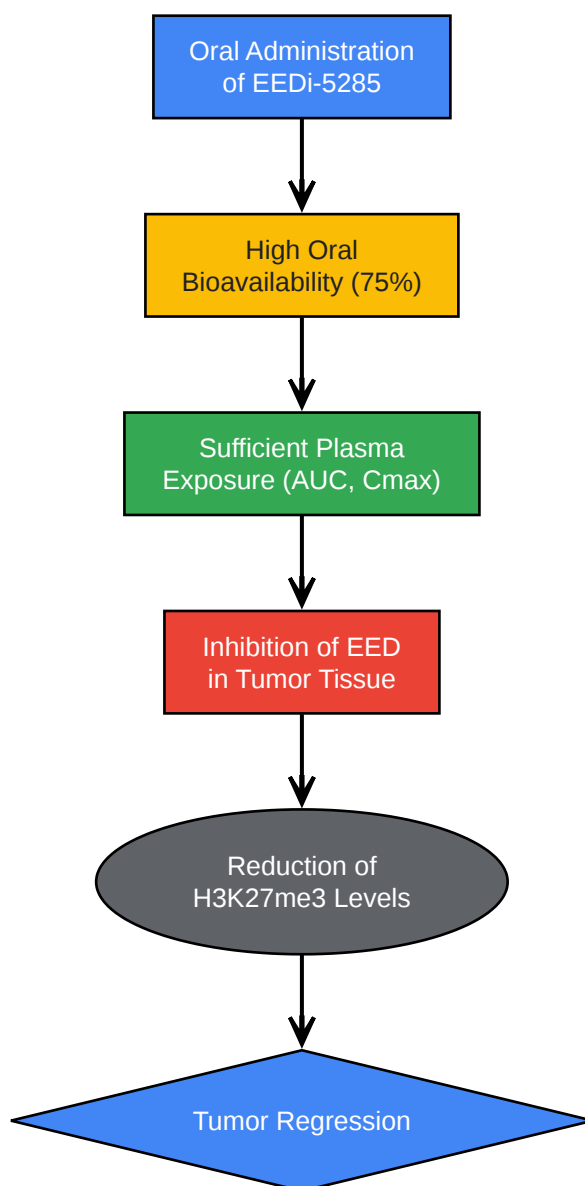 Oral Administration
of EEDi-5285
High Oral
Bioavailability (75%)
Sufficient Plasma
Exposure (AUC, Cmax)
Inhibition of EED
in Tumor Tissue
Reduction of
H3K27me3 Levels
Tumor Regression